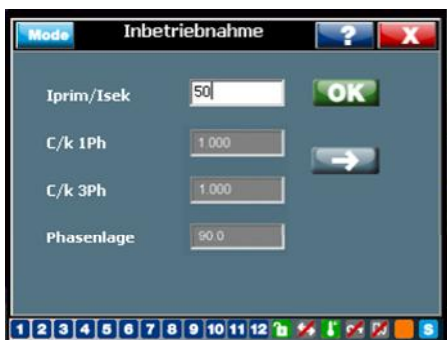 Mode Inbetriebnahme ? X
Iprim/Isek 50 OK
C/k 1Ph 1.000
C/k 3Ph 1.000
Phasenlage 90.0
1 2 3 4 5 6 7 8 9 10 11 12 S